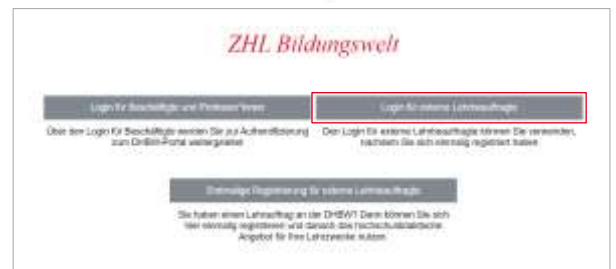 ZHL Bildungswelt
Login für Beschäftigte und Professor*innen
Login für externe Lehrbeauftragte
Über den Login für Beschäftigte werden Sie zur Authentifizierung
zum DHBW-Portal weitergeleitet
Den Login für externe Lehrbeauftragte können Sie verwenden,
nachdem Sie sich einmalig registriert haben
Einmalige Registrierung für externe Lehrbeauftragte
Sie haben einen Lehrauftrag an der DHBW? Dann können Sie sich
hier einmalig registrieren und danach das hochschuldidaktische
Angebot für Ihre Lehrzwecke nutzen.